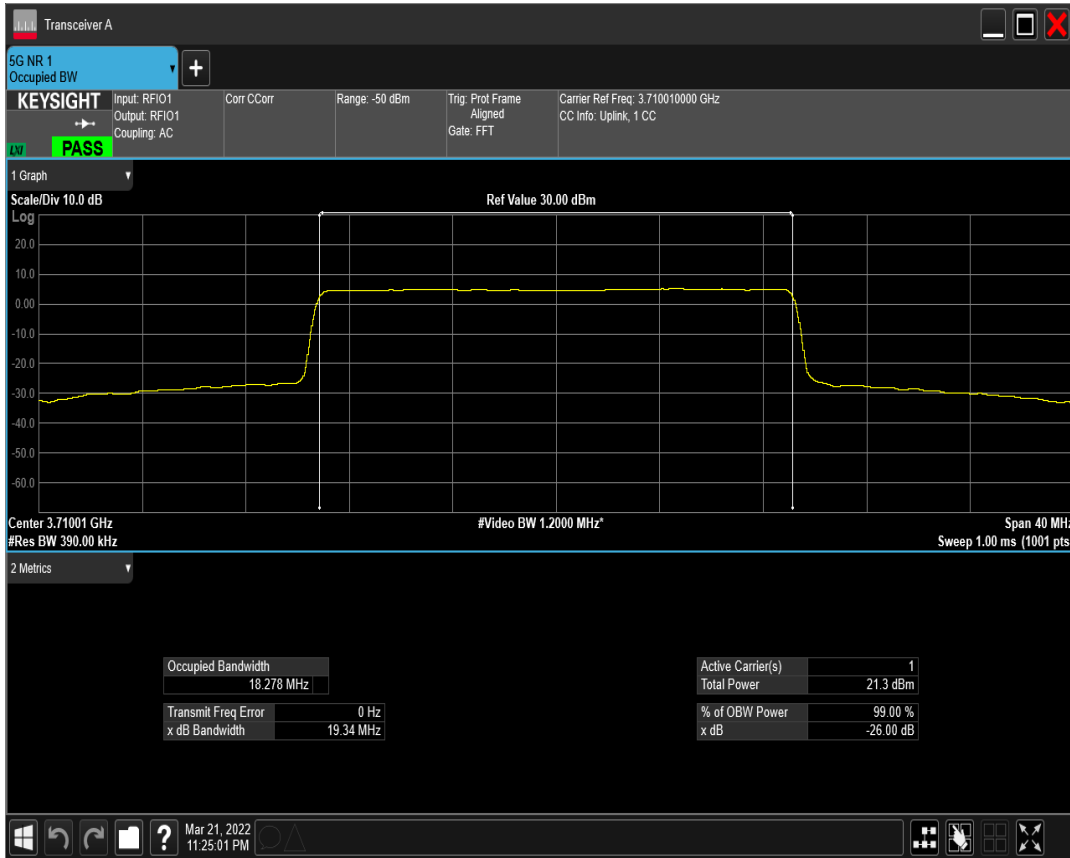 Transceiver A
5G NR 1
Occupied BW
KEYSIGHT
LXI
PASS
Input: RFIO1
Output: RFIO1
Coupling: AC
Corr CCorr
Range: -50 dBm
Trig: Prot Frame
Aligned
Gate: FFT
Carrier Ref Freq: 3.710010000 GHz
CC Info: Uplink, 1 CC
1 Graph
Scale/Div 10.0 dB
Ref Value 30.00 dBm
Log
20.0
10.0
0.00
-10.0
-20.0
-30.0
-40.0
-50.0
-60.0
Center 3.71001 GHz
#Video BW 1.2000 MHz*
Span 40 MHz
#Res BW 390.00 kHz
Sweep 1.00 ms (1001 pts
2 Metrics
Occupied Bandwidth
18.278 MHz
Transmit Freq Error 0 Hz
x dB Bandwidth 19.34 MHz
Active Carrier(s) 1
Total Power 21.3 dBm
% of OBW Power 99.00 %
x dB -26.00 dB
?
Mar 21, 2022
11:25:01 PM